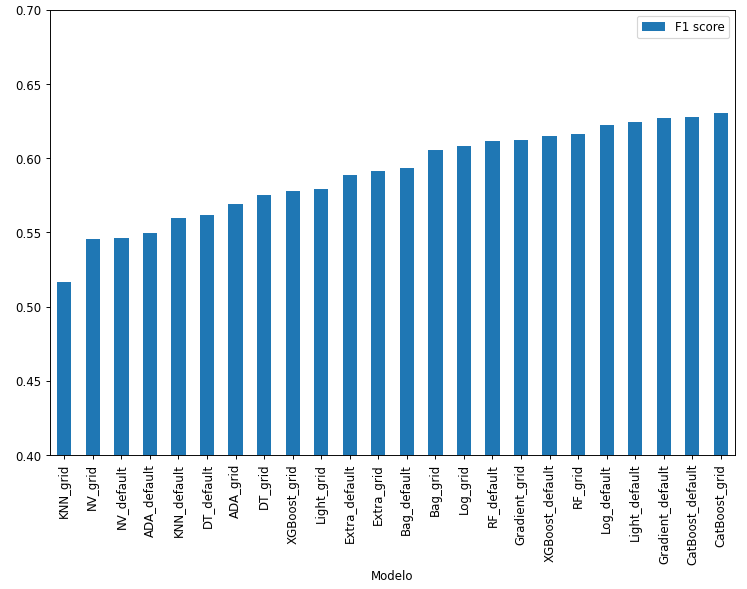 F1 score
0.70
0.65
0.60
0.55
0.50
0.45
0.40
KNN_grid
NV_grid
NV_default
ADA_default
KNN_default
DT_default
ADA_grid
DT_grid
XGBoost_grid
Light_grid
Extra_default
Extra_grid
Bag_default
Bag_grid
Log_grid
RF_default
Gradient_grid
XGBoost_default
RF_grid
Log_default
Light_default
Gradient_default
CatBoost_default
CatBoost_grid
Modelo